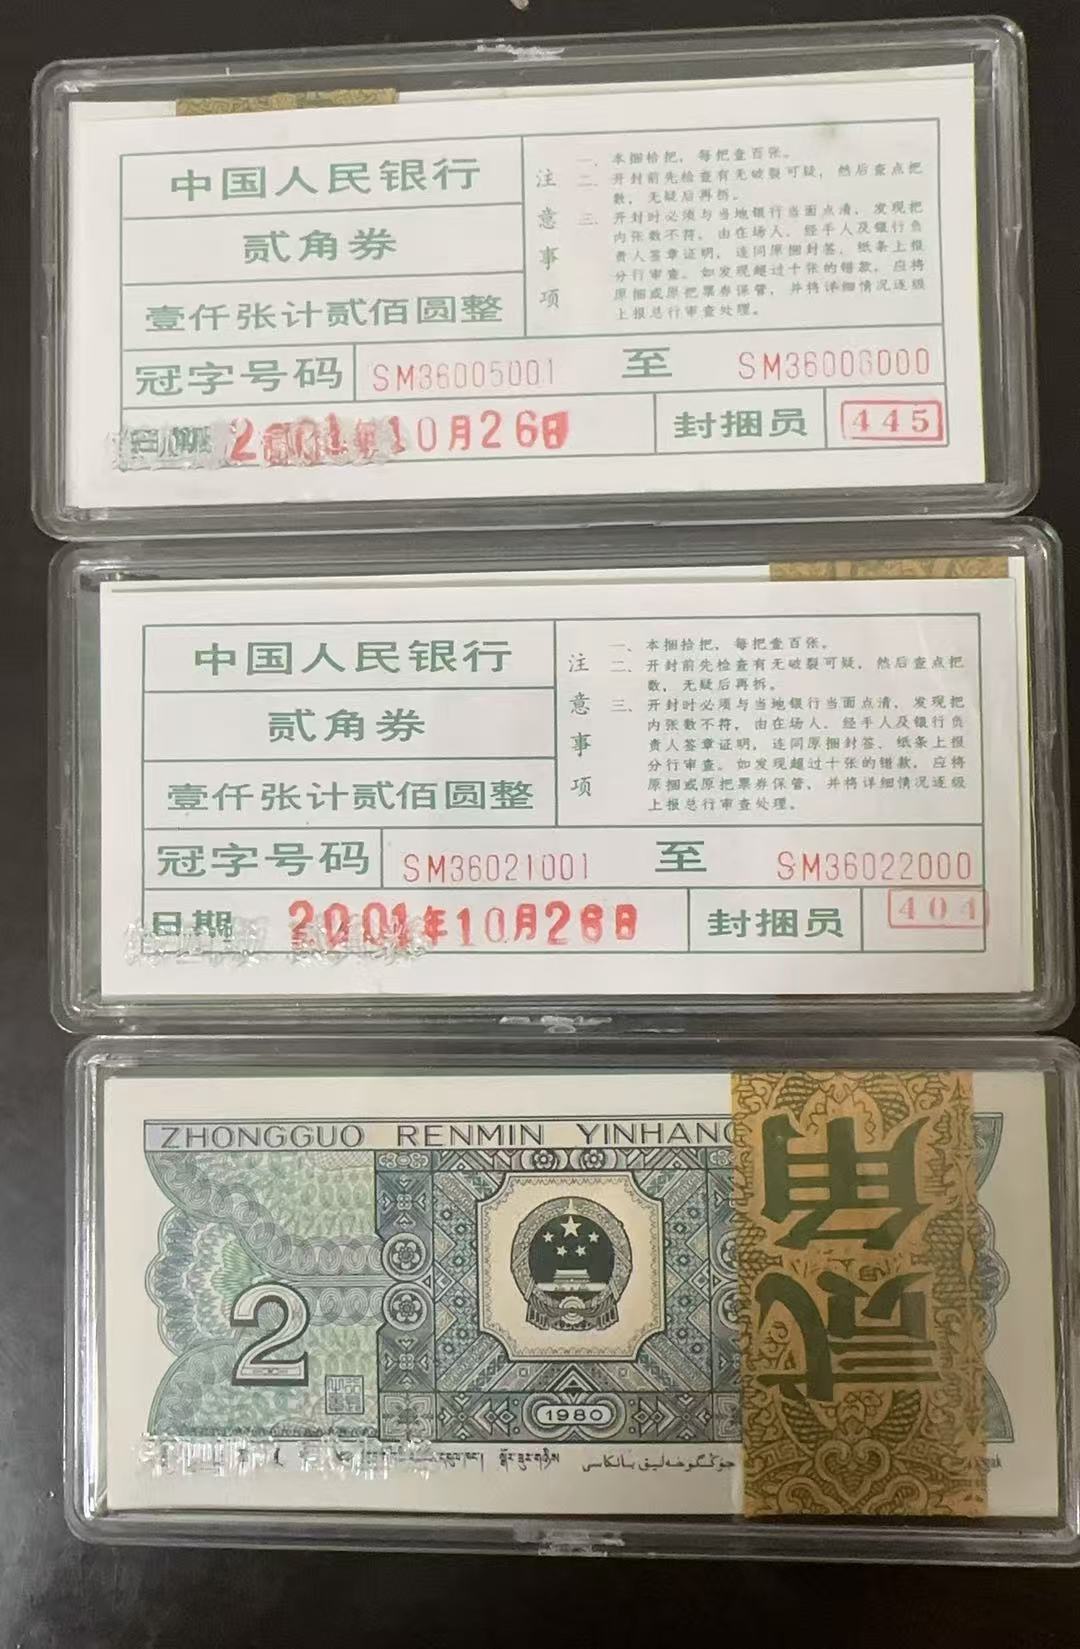 中国人民银行
贰角券
壹仟张计贰佰圆整
注意事项
一、本捆拾把，每把壹百张。
二、开封前先检查有无破裂可疑，然后查点把
数，无疑后再拆。
三、开封时必须与当地银行当面点清，发现把
内张数不符，由在场人、经手人及银行负
责人签章证明，连同原捆封签、纸条上报
分行审查。如发现超过十张的错款，应将
原捆或原把票券保管，并将详细情况逐级
上报总行审查处理。
冠字号码 SM36005001 至 SM36006000
日期 2001年10月26日 封捆员 445
中国人民银行
贰角券
壹仟张计贰佰圆整
注意事项
一、本捆拾把，每把壹百张。
二、开封前先检查有无破裂可疑，然后查点把
数，无疑后再拆。
三、开封时必须与当地银行当面点清，发现把
内张数不符，由在场人、经手人及银行负
责人签章证明，连同原捆封签、纸条上报
分行审查。如发现超过十张的错款，应将
原捆或原把票券保管，并将详细情况逐级
上报总行审查处理。
冠字号码 SM36021001 至 SM36022000
日期 2001年10月26日 封捆员 404
ZHONGGUO RENMIN YINHANG
贰角
2
1980
جۇڭگو خەلىق بانكىسى